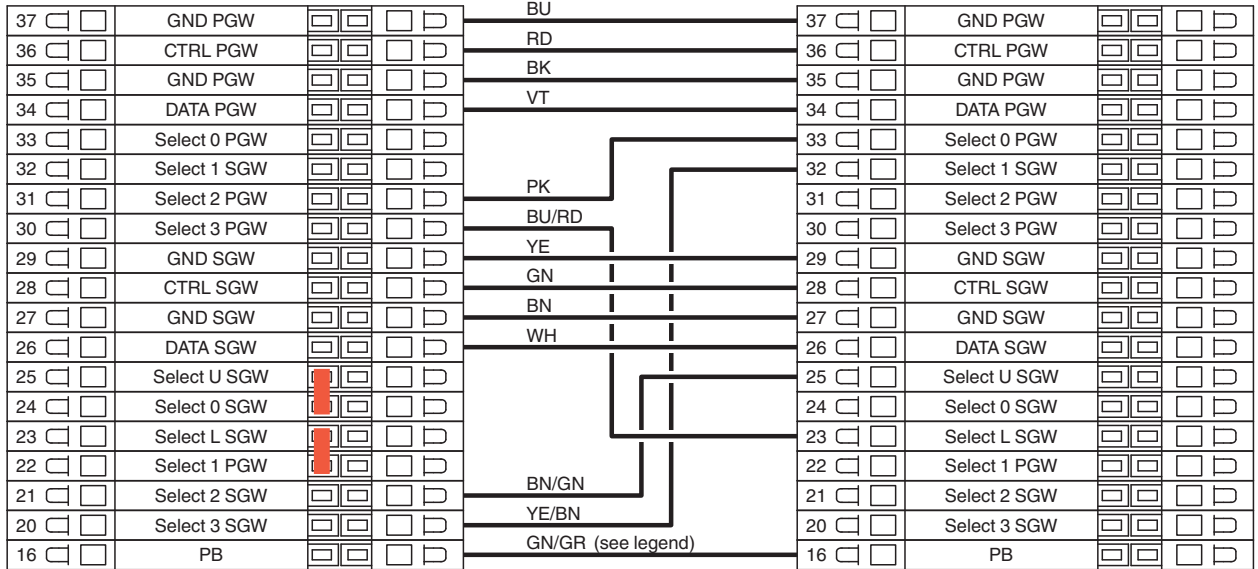 37 GND PGW BU 37 GND PGW
36 CTRL PGW RD 36 CTRL PGW
35 GND PGW BK 35 GND PGW
34 DATA PGW VT 34 DATA PGW
33 Select 0 PGW 33 Select 0 PGW
32 Select 1 SGW 32 Select 1 SGW
31 Select 2 PGW PK 31 Select 2 PGW
30 Select 3 PGW BU/RD 30 Select 3 PGW
29 GND SGW YE 29 GND SGW
28 CTRL SGW GN 28 CTRL SGW
27 GND SGW BN 27 GND SGW
26 DATA SGW WH 26 DATA SGW
25 Select U SGW 25 Select U SGW
24 Select 0 SGW 24 Select 0 SGW
23 Select L SGW 23 Select L SGW
22 Select 1 PGW 22 Select 1 PGW
21 Select 2 SGW BN/GN 21 Select 2 SGW
20 Select 3 SGW YE/BN 20 Select 3 SGW
16 PB GN/GR (see legend) 16 PB